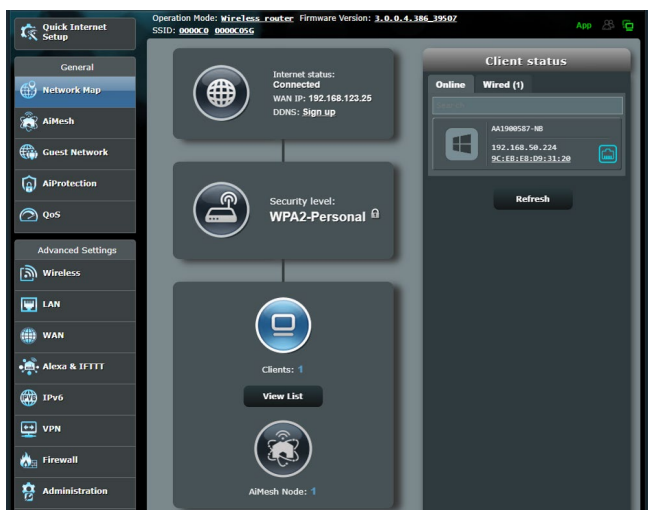 Quick Internet
Setup
Operation Mode: Wireless router Firmware Version: 3.0.0.4.386_39507
SSID: 0000C0 0000C05G
App
General
Network Map
AiMesh
Guest Network
AiProtection
QoS
Advanced Settings
Wireless
LAN
WAN
Alexa & IFTTT
IPv6
VPN
Firewall
Administration
Internet status:
Connected
WAN IP: 192.168.123.25
DDNS: Sign up
Security level:
WPA2-Personal
Clients: 1
View List
AiMesh Node: 1
Client status
Online Wired (1)
AA1900587-NB
192.168.50.224
9C:EB:E8:D9:31:20
Refresh